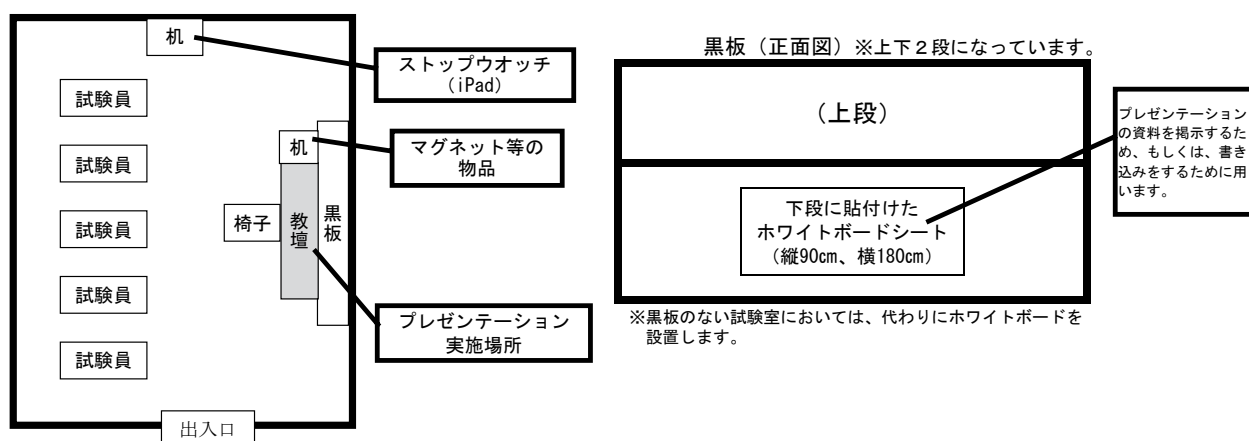 机
試験員
試験員
試験員
試験員
試験員
椅子
机
教壇
黒板
出入口
ストップウオッチ
（iPad）
マグネット等の
物品
プレゼンテーション
実施場所
黒板（正面図）※上下２段になっています。
（上段）
下段に貼付けた
ホワイトボードシート
（縦90㎝、横180㎝）
プレゼンテーション
の資料を掲示するた
め、もしくは、書き
込みをするために用
います。
※黒板のない試験室においては、代わりにホワイトボードを
設置します。